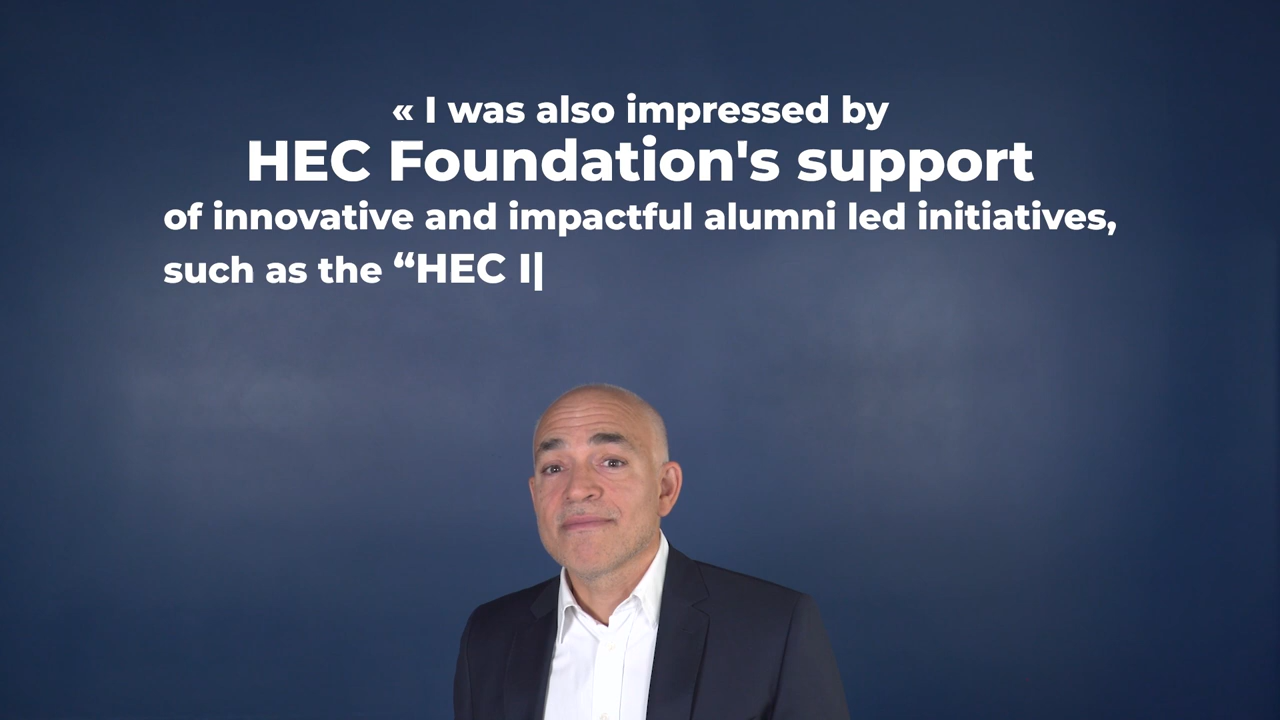 « I was also impressed by
HEC Foundation's support
of innovative and impactful alumni led initiatives,
such as the “HEC I|